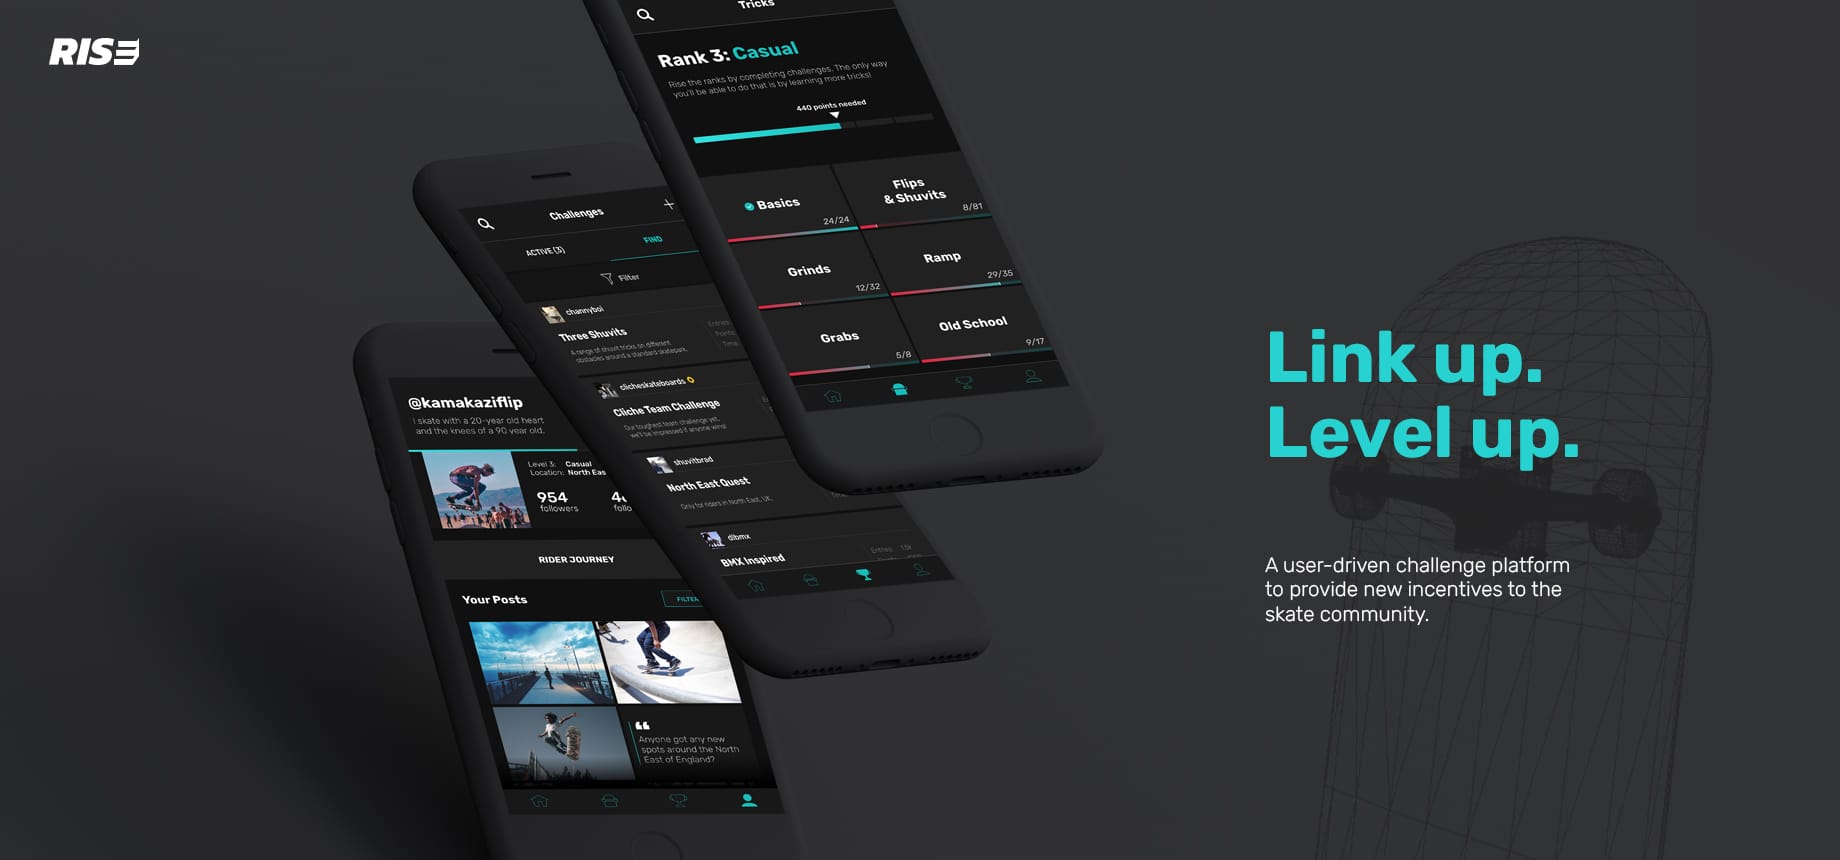 RISE
Tricks
Rank 3: Casual
Rise the ranks by completing challenges. The only way
you'll be able to do that is by learning more tricks!
440 points needed
Basics
24/24
Flips
& Shuvits
8/81
Grinds
12/32
Ramp
29/35
Grabs
5/8
Old School
9/17
Challenges
ACTIVE (3)
FIND
Filter
channyboi
Three Shuvits
A range of shuvit tricks on different
obstacles around a standard skatepark.
Entries
Points
Time
clicheskateboards
Cliche Team Challenge
Our toughest team challenge yet,
we'll be impressed if anyone wins!
shuvitbrad
North East Quest
Only for riders in North East, UK.
dlbmx
BMX Inspired
Entries
@kamakaziflip
I skate with a 20-year old heart
and the knees of a 90 year old.
Level 3: Casual
Location: North Eas
954
followers
RIDER JOURNEY
Your Posts
FILTER
Anyone got any new
spots around the North
East of England?
Link up.
Level up.
A user-driven challenge platform
to provide new incentives to the
skate community.